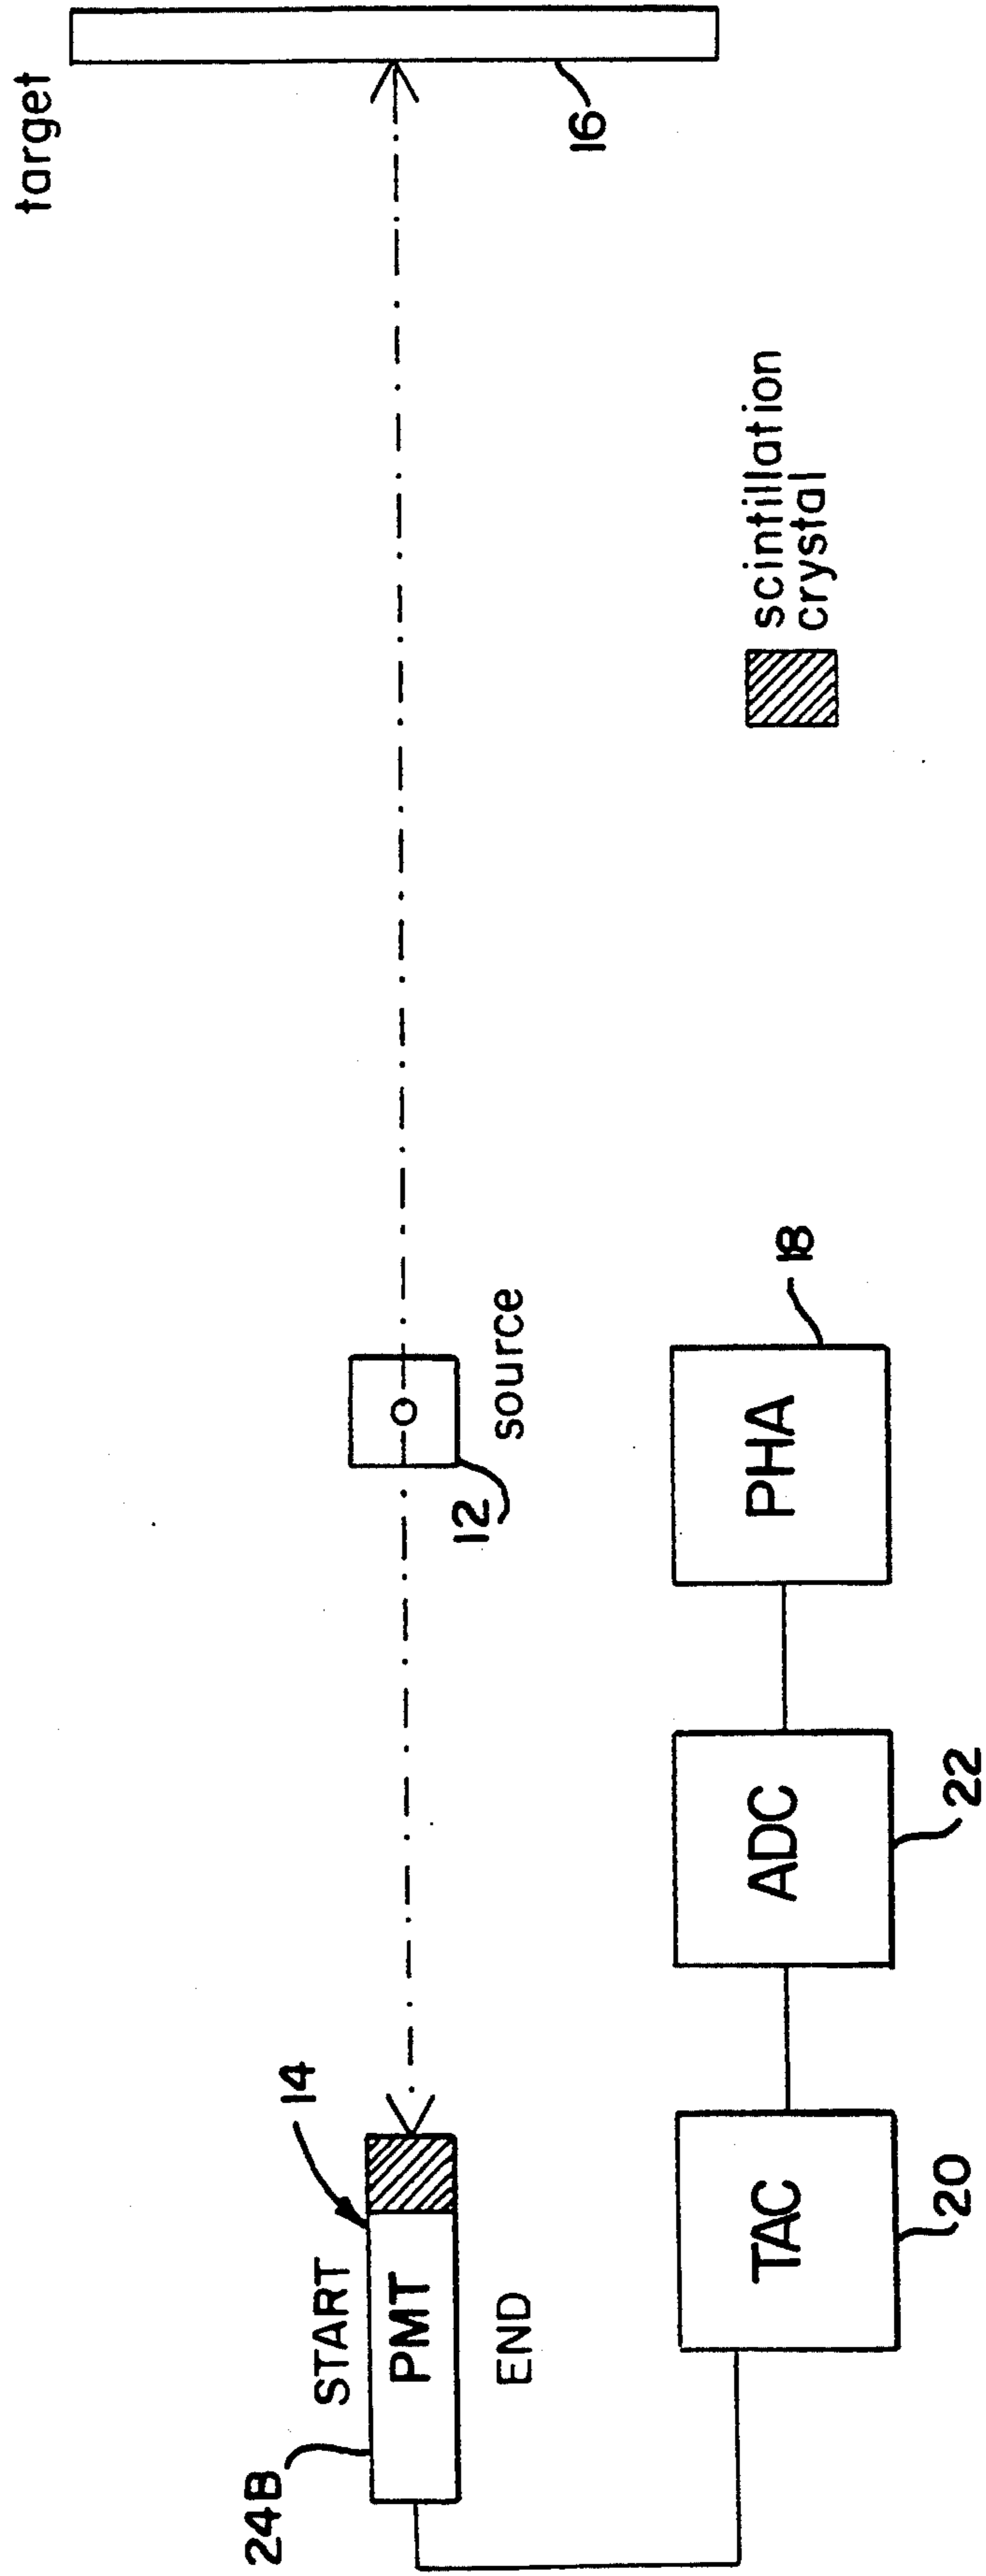 target
16
14
START
PMT
24B
END
12
source
scintillation
crystal
TAC
20
ADC
22
PHA
18